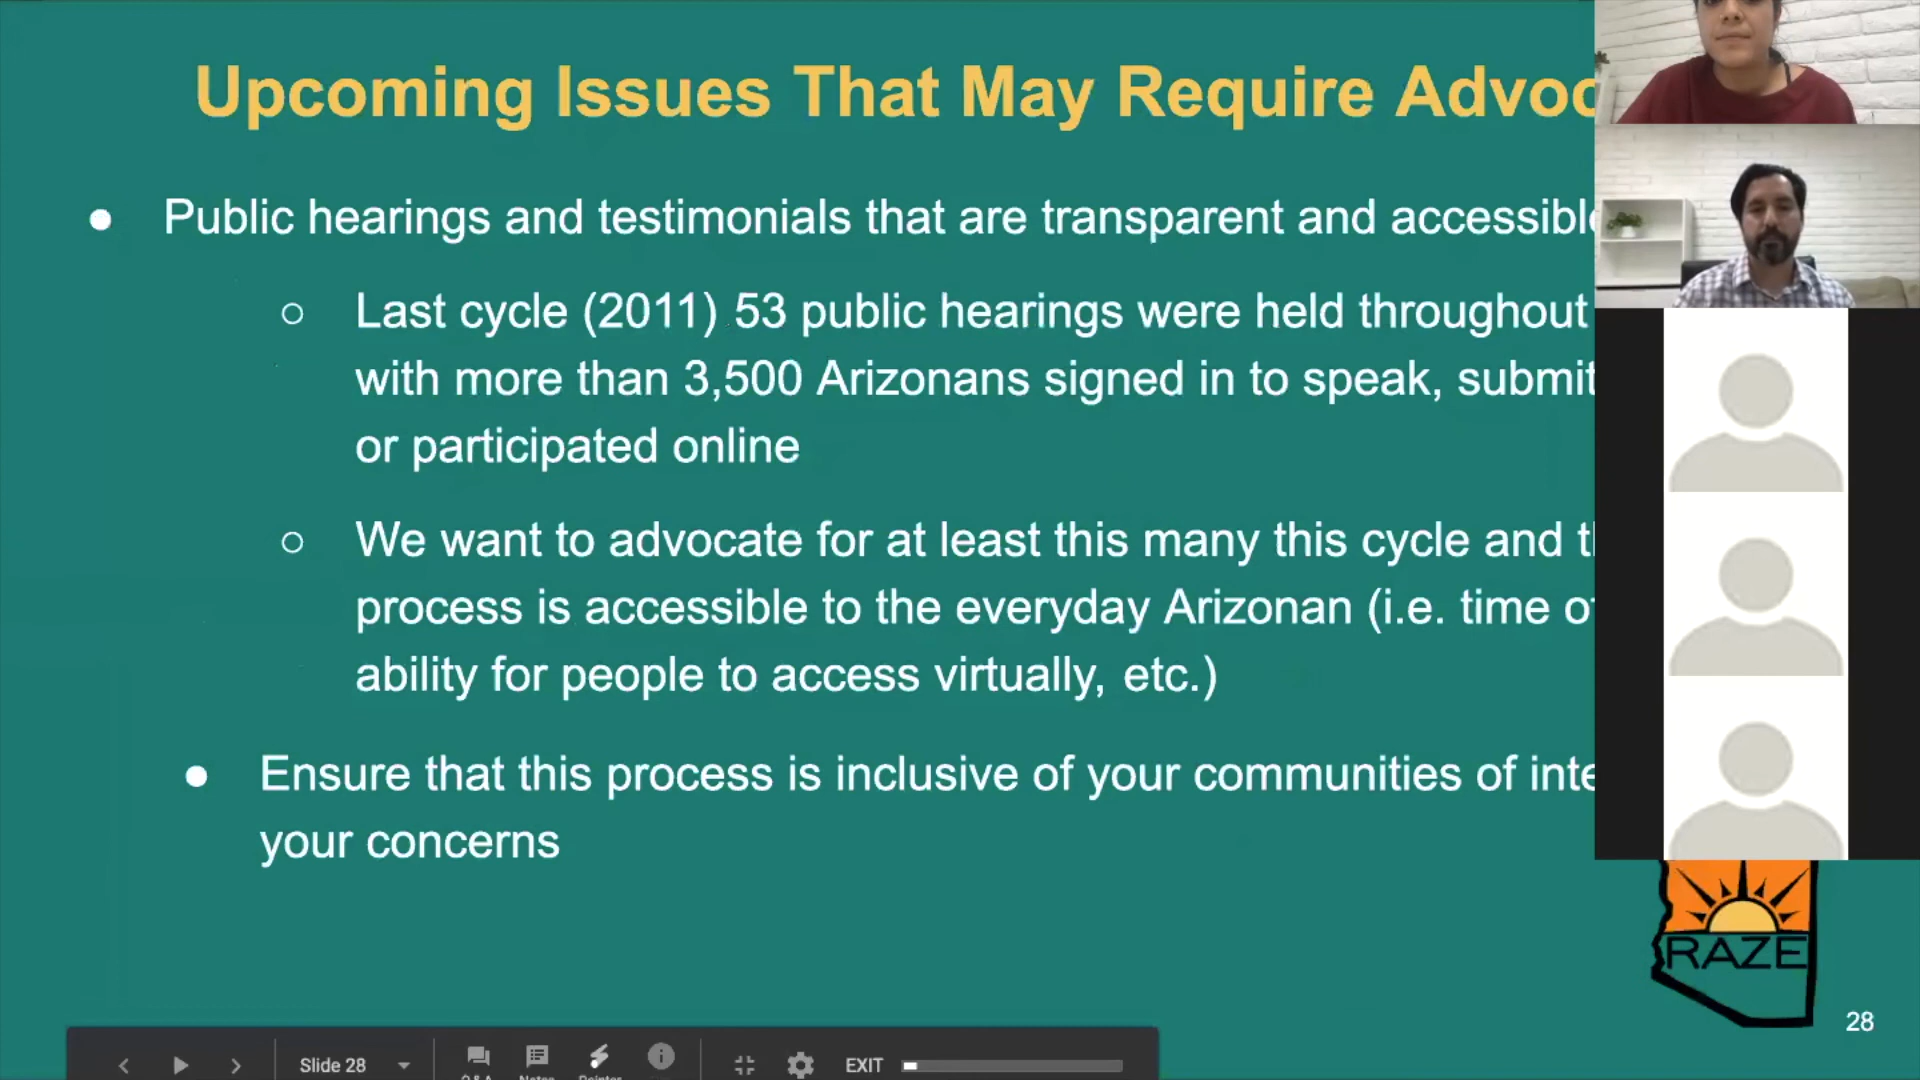 Upcoming Issues That May Require
Public hearings and testimonials that are transparent and
Last cycle (2011) 53 public hearings were held throughout
with more than 3,500 Arizonans signed in to speak,
or participated online
We want to advocate for at least this many this cycle and
process is accessible to the everyday Arizonan (i.e. time
ability for people to access virtually, etc.)
Ensure that this process is inclusive of your communities of
your concerns
RAZE
28
Slide 28
Q&A Notes Pointer
EXIT